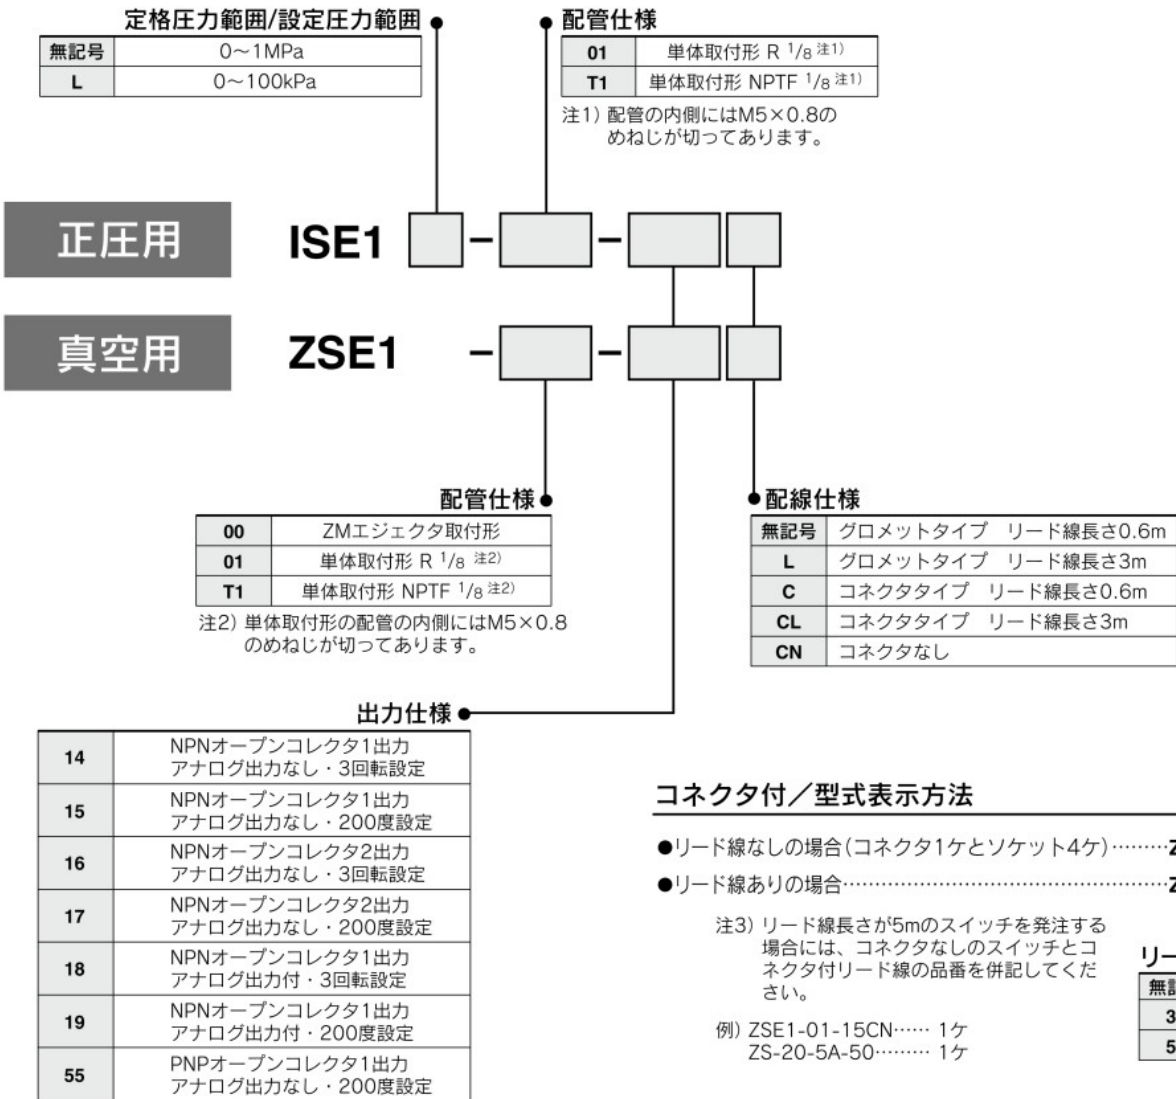 定格圧力範囲/設定圧力範囲
無記号 0～1MPa
L 0～100kPa
配管仕様
01 単体取付形 R 1/8 注1)
T1 単体取付形 NPTF 1/8 注1)
注1) 配管の内側にはM5×0.8の
めねじが切ってあります。
正圧用 ISE1 - -
真空用 ZSE1 - -
配管仕様
00 ZMエジェクタ取付形
01 単体取付形 R 1/8 注2)
T1 単体取付形 NPTF 1/8 注2)
注2) 単体取付形の配管の内側にはM5×0.8
のめねじが切ってあります。
配線仕様
無記号 グロメットタイプ リード線長さ0.6m
L グロメットタイプ リード線長さ3m
C コネクタタイプ リード線長さ0.6m
CL コネクタタイプ リード線長さ3m
CN コネクタなし
出力仕様
14 NPNオープンコレクタ1出力
アナログ出力なし・3回転設定
15 NPNオープンコレクタ1出力
アナログ出力なし・200度設定
16 NPNオープンコレクタ2出力
アナログ出力なし・3回転設定
17 NPNオープンコレクタ2出力
アナログ出力なし・200度設定
18 NPNオープンコレクタ1出力
アナログ出力付・3回転設定
19 NPNオープンコレクタ1出力
アナログ出力付・200度設定
55 PNPオープンコレクタ1出力
アナログ出力なし・200度設定
コネクタ付／型式表示方法
●リード線なしの場合(コネクタ1ケとソケット4ケ)………Z
●リード線ありの場合……………………………………Z
注3) リード線長さが5mのスイッチを発注する
場合には、コネクタなしのスイッチとコ
ネクタ付リード線の品番を併記してくだ
さい。
例) ZSE1-01-15CN…… 1ケ
ZS-20-5A-50……… 1ケ
リー
無
3
5